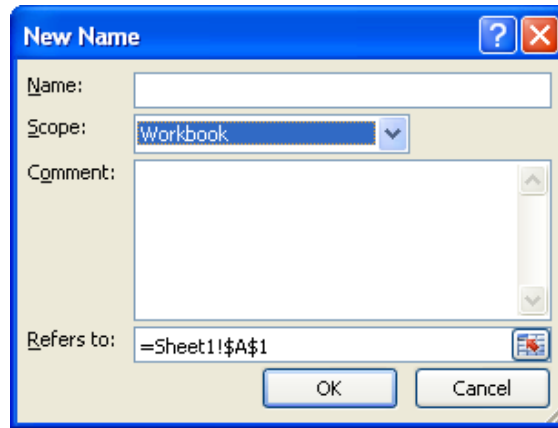 New Name
Name:
Scope: Workbook
Comment:
Refers to: =Sheet1!$A$1
OK Cancel